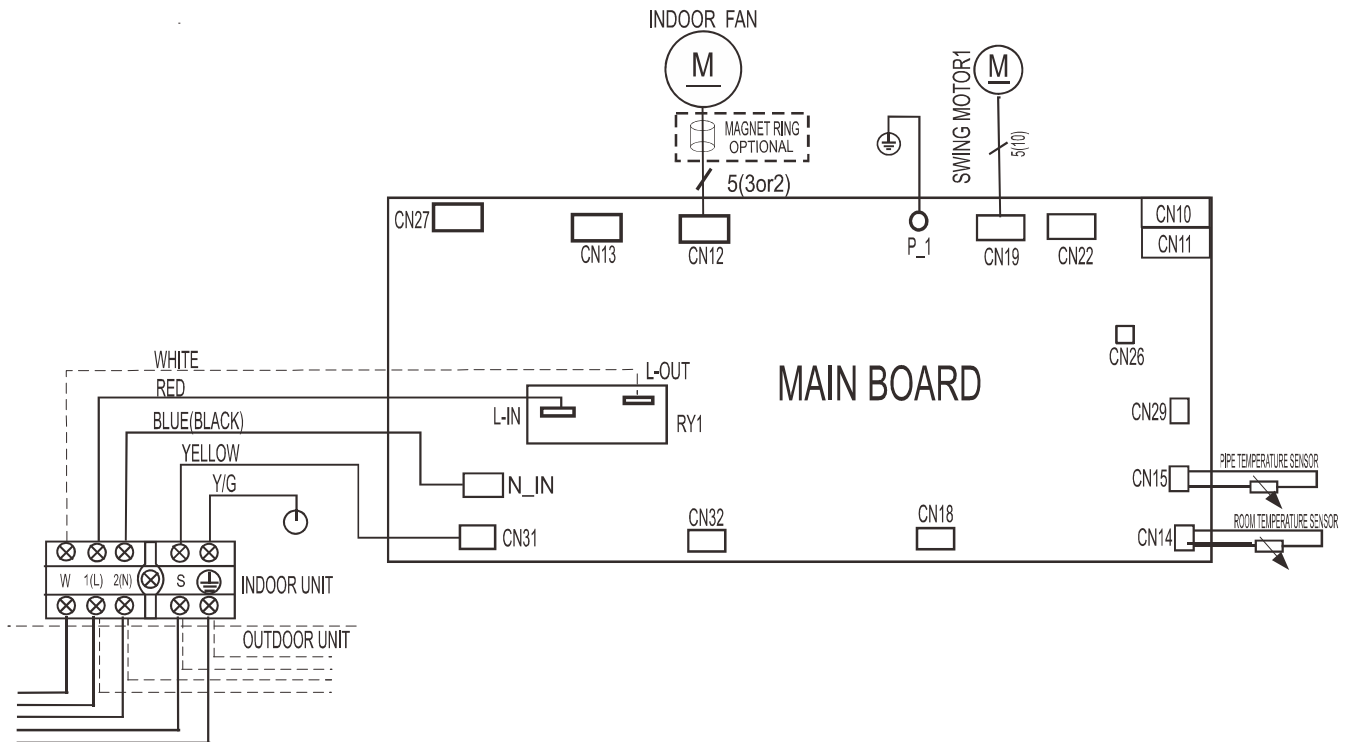 INDOOR FAN
M
MAGNET RING
OPTIONAL
5(3or2)
SWING MOTOR1
M
5(10)
CN27
CN13
CN12
P_1
CN19
CN22
CN10
CN11
CN26
MAIN BOARD
CN29
CN15
PIPE TEMPERATURE SENSOR
CN14
ROOM TEMPERATURE SENSOR
WHITE
RED
BLUE(BLACK)
YELLOW
Y/G
L-OUT
L-IN
RY1
N_IN
CN31
CN32
CN18
W 1(L) 2(N) S
INDOOR UNIT
OUTDOOR UNIT